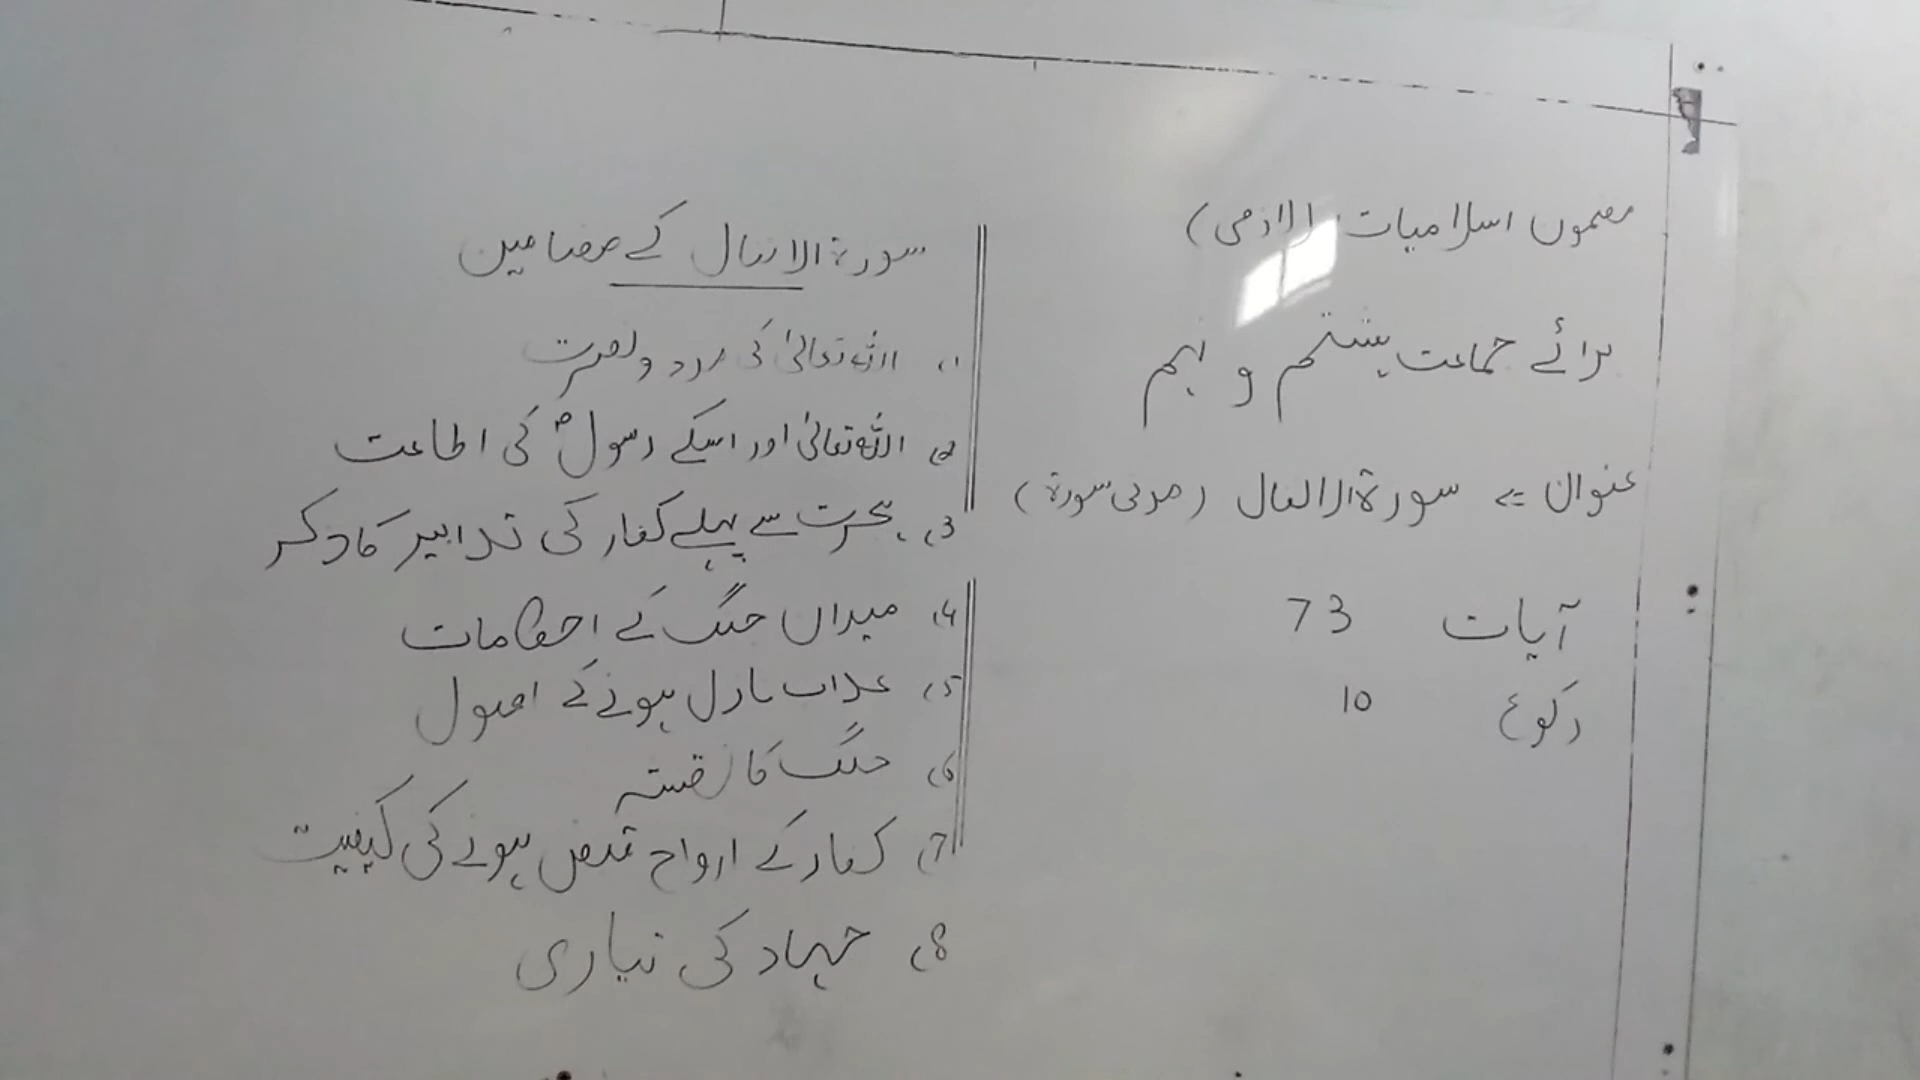 مضمون اسلامیات (لازمی)
برائے جماعت ہشتم و نہم
عنوان = سورۃ الانفال (مدنی سورۃ)
آیات 73
رکوع 10
سورۃ الانفال کے مضامین
1) اللہ تعالیٰ کی مدد و نصرت
2) اللہ تعالیٰ اور اسکے رسولؐ کی اطاعت
3) ہجرت سے پہلے کفار کی تدابیر کا ذکر
4) میدان جنگ کے احکامات
5) عذاب نازل ہونے کے اصول
6) جنگ کا نقشہ
7) کفار کے ارواح قبض ہونے کی کیفیت
8) جہاد کی تیاری